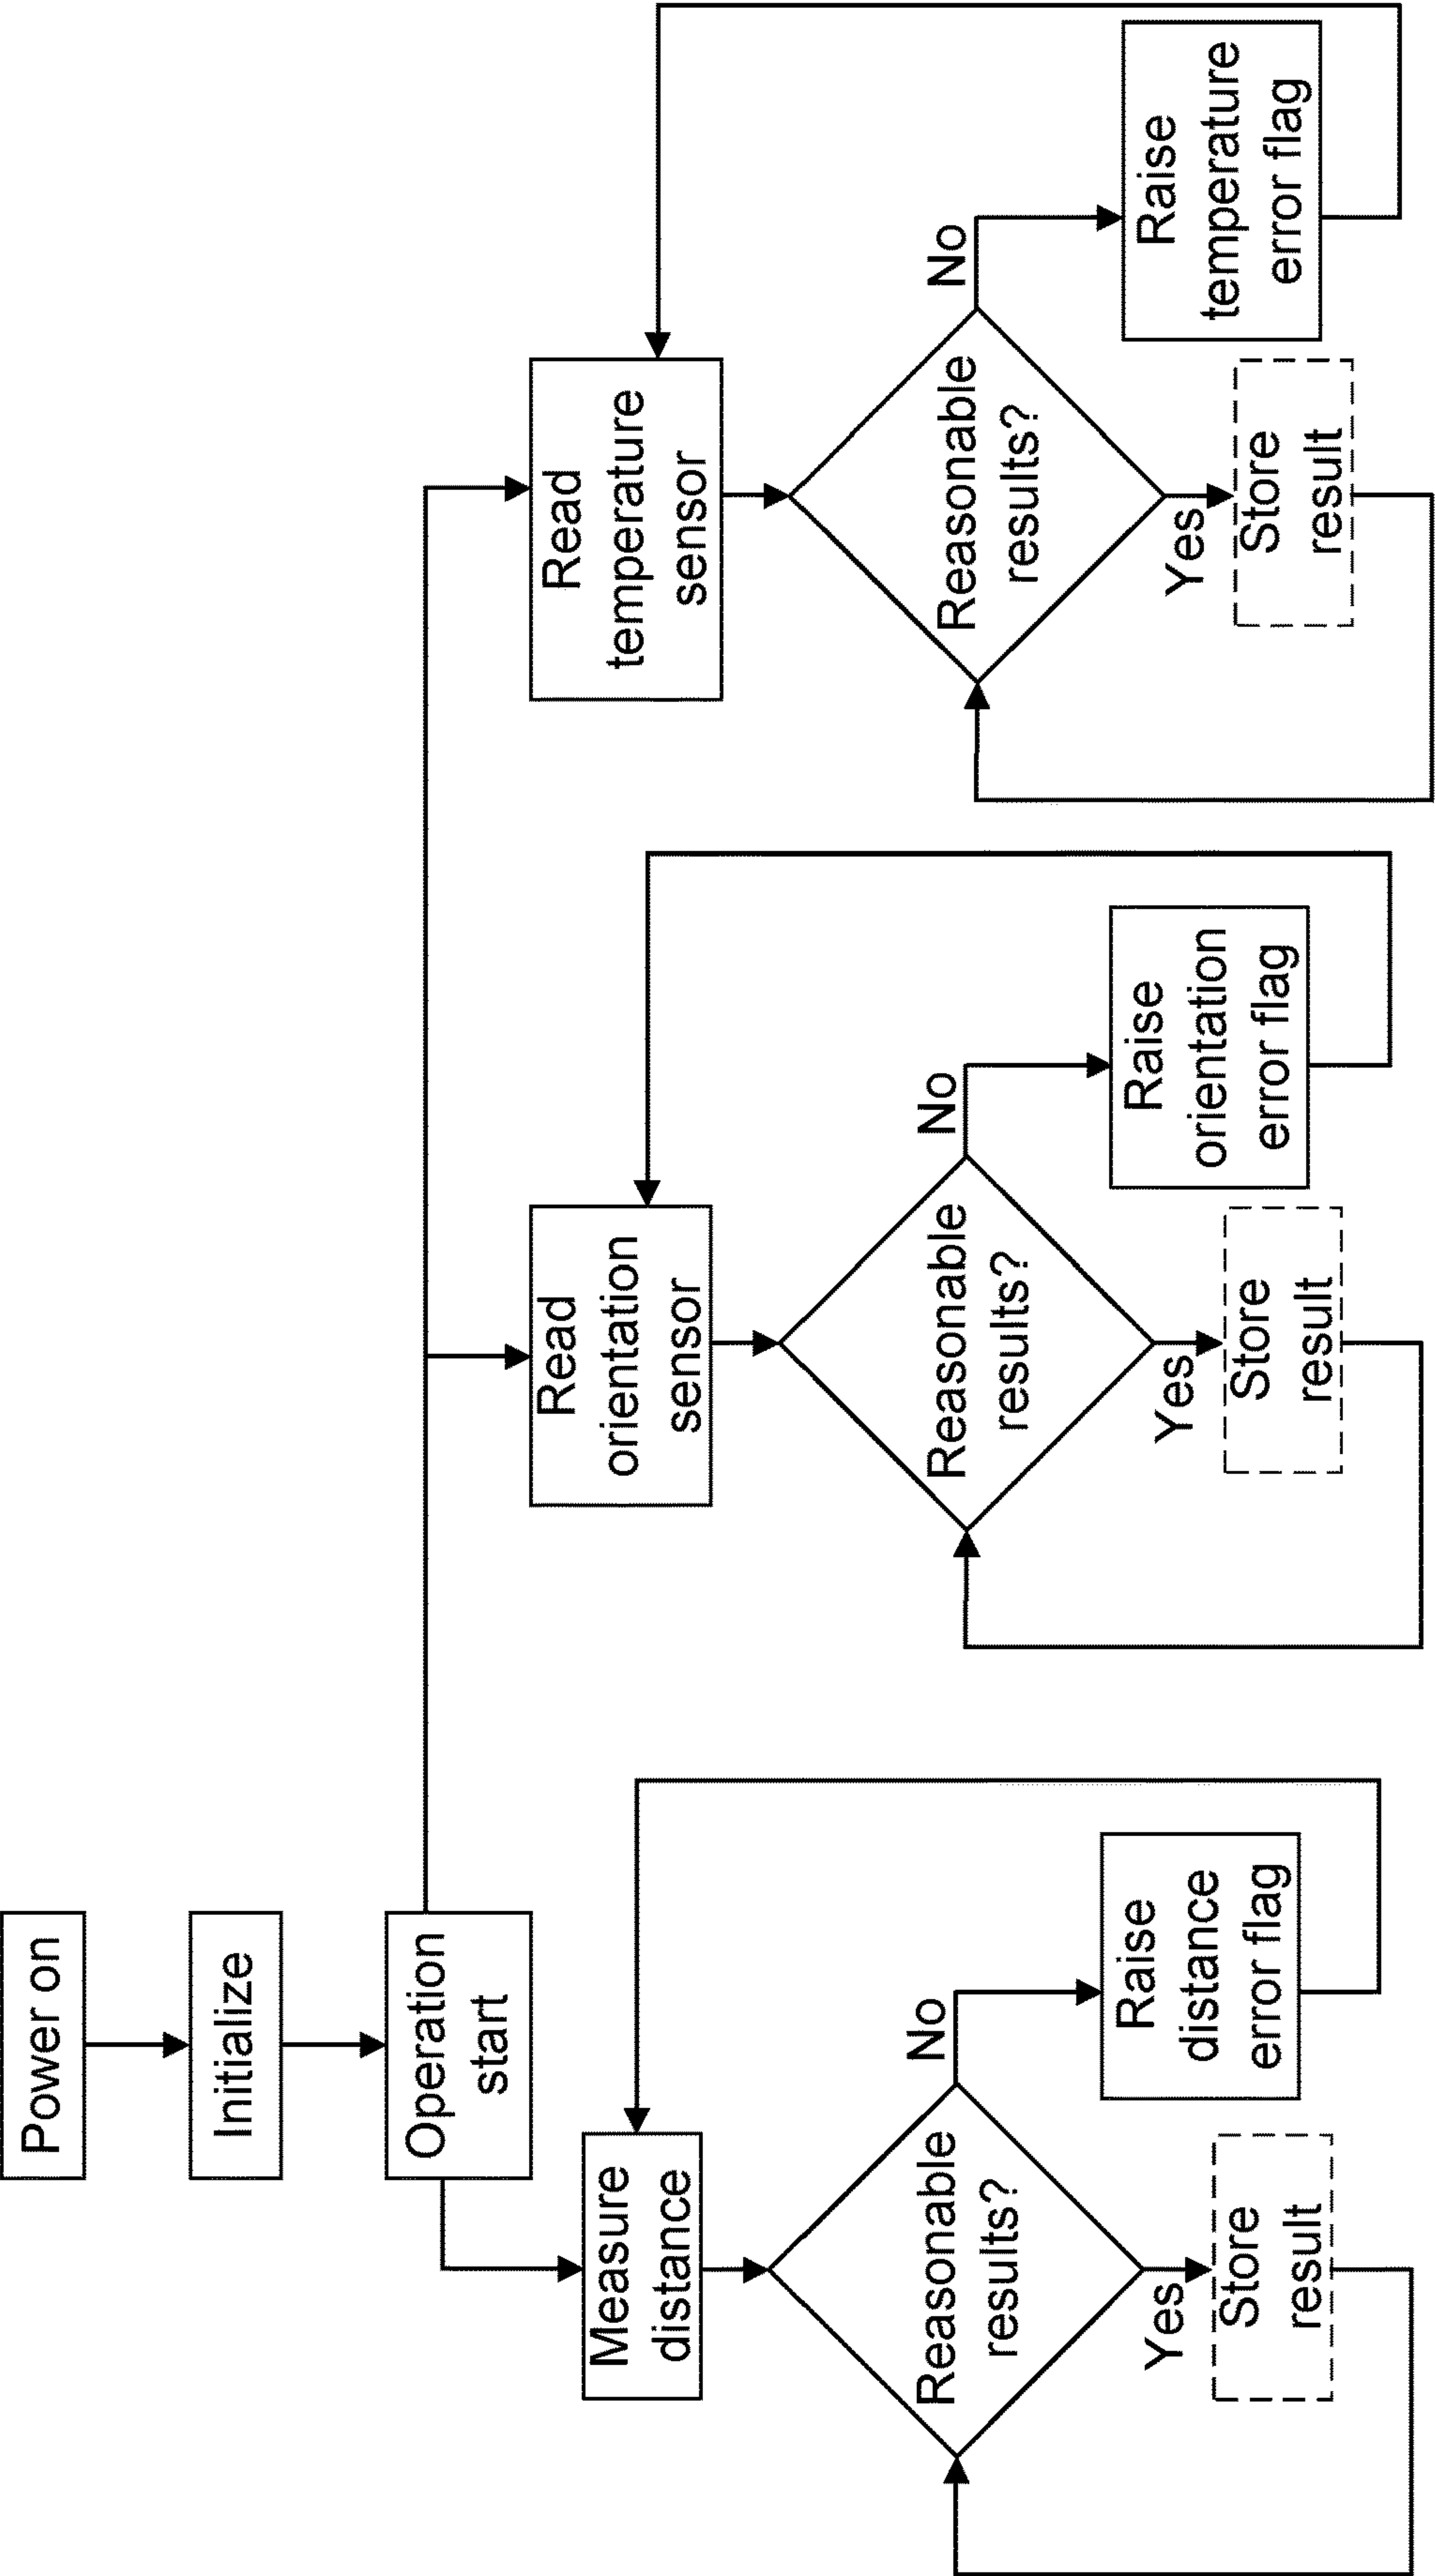 Power on
Initialize
Operation
start
Measure
distance
Reasonable
results?
No
Yes
Raise
distance
error flag
Store
result
Read
orientation
sensor
Reasonable
results?
No
Yes
Raise
orientation
error flag
Store
result
Read
temperature
sensor
Reasonable
results?
No
Yes
Raise
temperature
error flag
Store
result